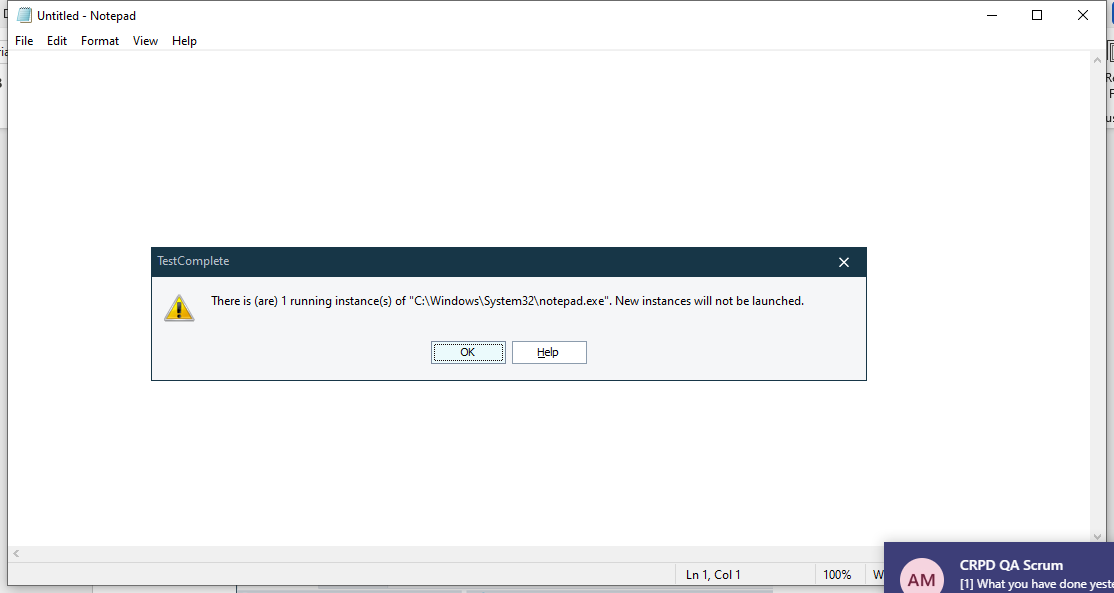 Untitled - Notepad
File Edit Format View Help
TestComplete
There is (are) 1 running instance(s) of "C:\Windows\System32\notepad.exe". New instances will not be launched.
OK Help
Ln 1, Col 1 100%
CRPD QA Scrum
AM
[1] What you have done